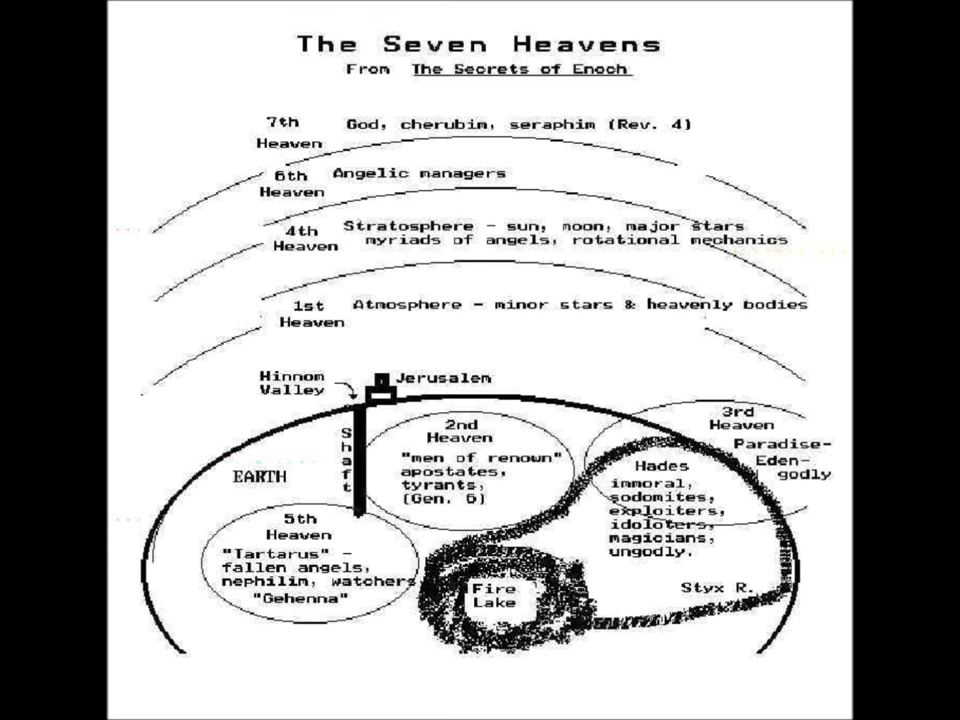 The Seven Heavens
From The Secrets of Enoch
7th
Heaven
God, cherubim, seraphim (Rev. 4)
6th
Heaven
Angelic managers
4th
Heaven
Stratosphere - sun, moon, major stars
myriads of angels, rotational mechanics
1st
Heaven
Atmosphere - minor stars & heavenly bodies
Hinnom
Valley
Jerusalem
Shaft
EARTH
2nd
Heaven
"men of renown"
apostates,
tyrants,
(Gen. 6)
3rd
Heaven
Paradise-
Eden-
godly
Hades
immoral,
sodomites,
exploiters,
idoloters,
magicians,
ungodly.
5th
Heaven
"Tartarus" -
fallen angels,
nephilim, watchers
"Gehenna"
Fire
Lake
Styx R.